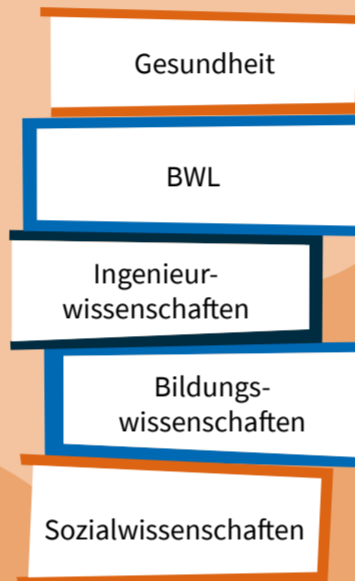 Gesundheit
BWL
Ingenieur-
wissenschaften
Bildungs-
wissenschaften
Sozialwissenschaften